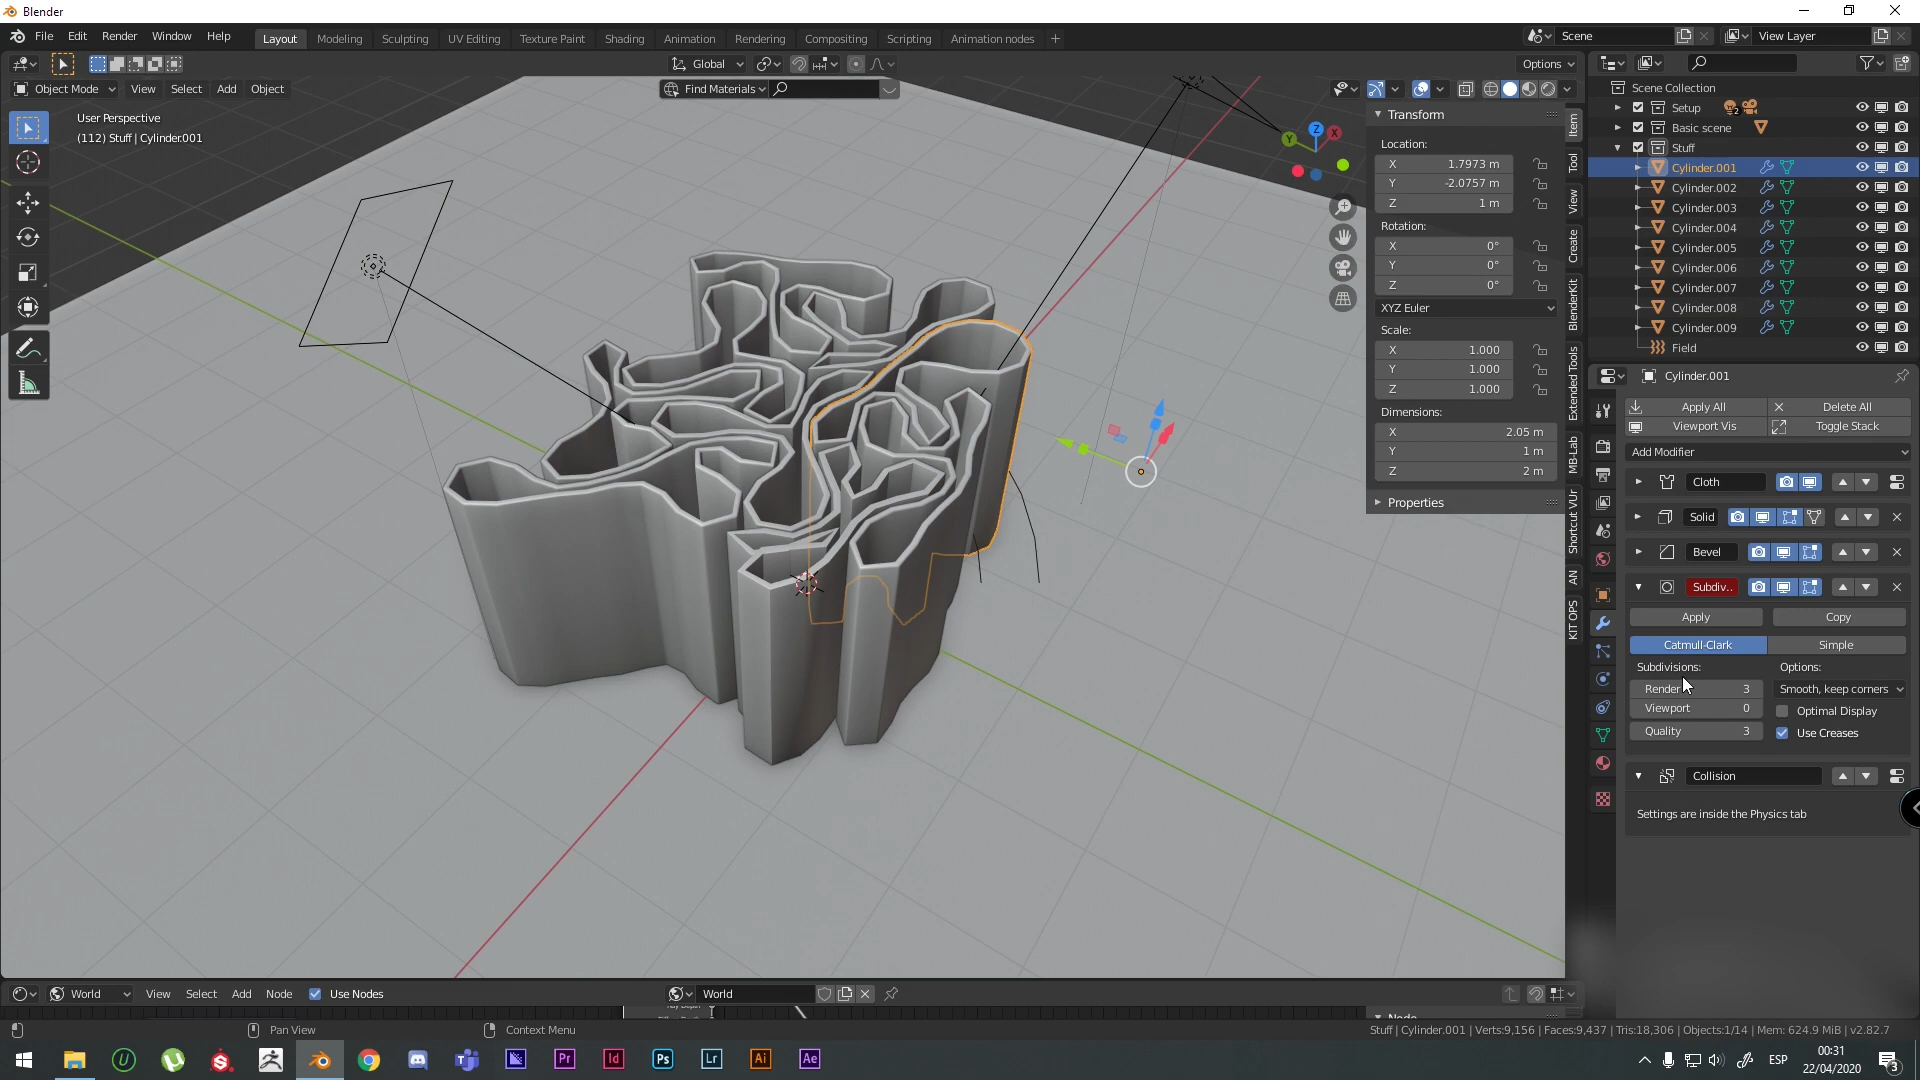 Blender
File Edit Render Window Help
Layout Modeling Sculpting UV Editing Texture Paint Shading Animation Rendering Compositing Scripting Animation nodes +
Scene
View Layer
Global
Options
Object Mode View Select Add Object
Find Materials
User Perspective
(112) Stuff | Cylinder.001
Z
Y
X
Transform
Location:
X 1.7973 m
Y -2.0757 m
Z 1 m
Rotation:
X 0°
Y 0°
Z 0°
XYZ Euler
Scale:
X 1.000
Y 1.000
Z 1.000
Dimensions:
X 2.05 m
Y 1 m
Z 2 m
Properties
Item
Tool
View
Create
BlenderKit
Extended Tools
MB-Lab
Shortcut VUr
AN
KIT OPS
Scene Collection
Setup 2
Basic scene
Stuff
Cylinder.001
Cylinder.002
Cylinder.003
Cylinder.004
Cylinder.005
Cylinder.006
Cylinder.007
Cylinder.008
Cylinder.009
Field
Cylinder.001
Apply All Delete All
Viewport Vis Toggle Stack
Add Modifier
Cloth
Solid
Bevel
Subdiv..
Apply Copy
Catmull-Clark Simple
Subdivisions: Options:
Render 3 Smooth, keep corners
Viewport 0 Optimal Display
Quality 3 Use Creases
Collision
Settings are inside the Physics tab
World View Select Add Node Use Nodes
World
Node
Pan View
Context Menu
Stuff | Cylinder.001 | Verts:9,156 | Faces:9,437 | Tris:18,306 | Objects:1/14 | Mem: 624.9 MiB | v2.82.7
Pr Id Ps Lr Ai Ae
ESP
00:31
22/04/2020
3